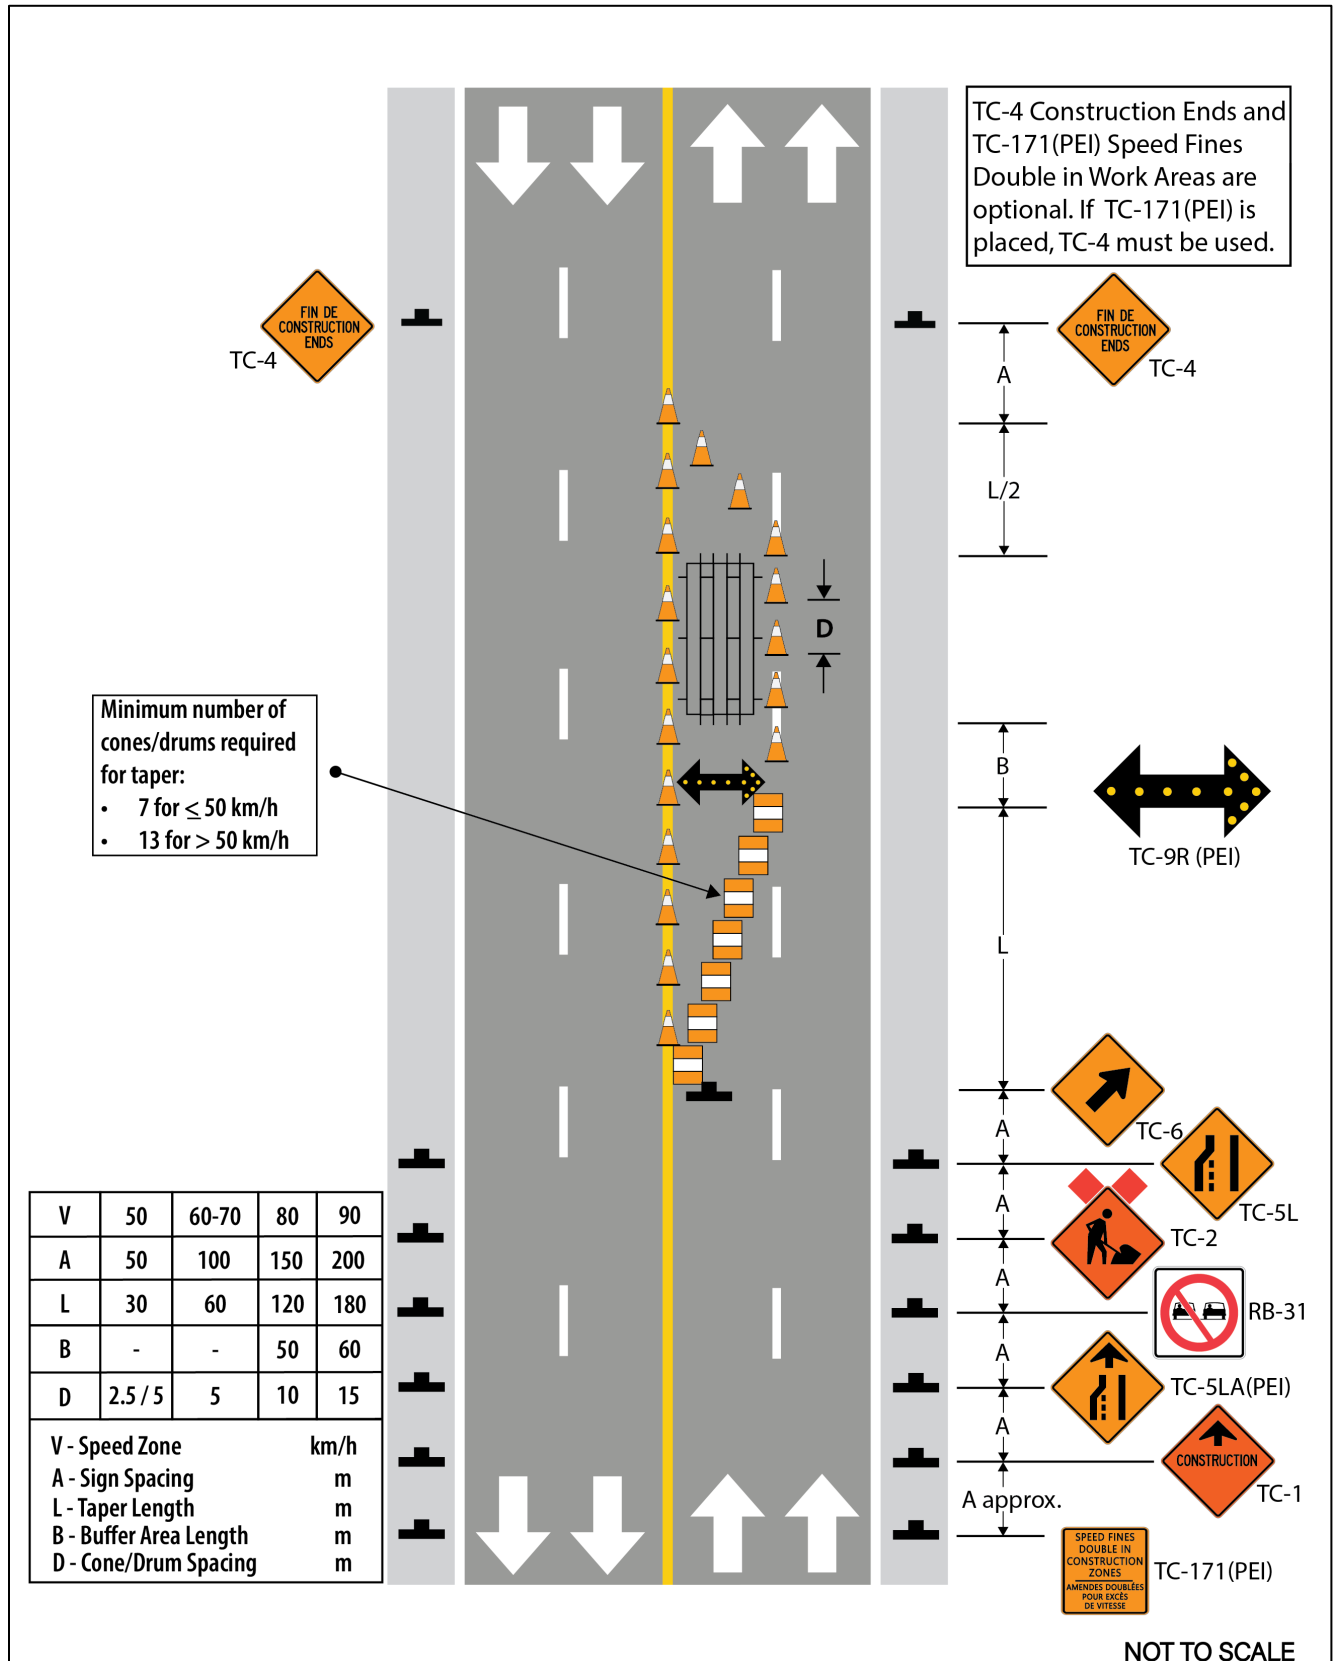 TC-4 Construction Ends and
TC-171(PEI) Speed Fines
Double in Work Areas are
optional. If TC-171(PEI) is
placed, TC-4 must be used.
FIN DE
CONSTRUCTION
ENDS
TC-4
FIN DE
CONSTRUCTION
ENDS
TC-4
A
L/2
D
Minimum number of
cones/drums required
for taper:
• 7 for ≤ 50 km/h
• 13 for > 50 km/h
B
TC-9R (PEI)
L
A
TC-6
A
TC-5L
TC-2
A
RB-31
A
TC-5LA(PEI)
A
CONSTRUCTION
TC-1
A approx.
SPEED FINES
DOUBLE IN
CONSTRUCTION
ZONES
AMENDES DOUBLÉES
POUR EXCÈS
DE VITESSE
TC-171(PEI)
V 50 60-70 80 90
A 50 100 150 200
L 30 60 120 180
B - - 50 60
D 2.5 / 5 5 10 15
V - Speed Zone km/h
A - Sign Spacing m
L - Taper Length m
B - Buffer Area Length m
D - Cone/Drum Spacing m
NOT TO SCALE